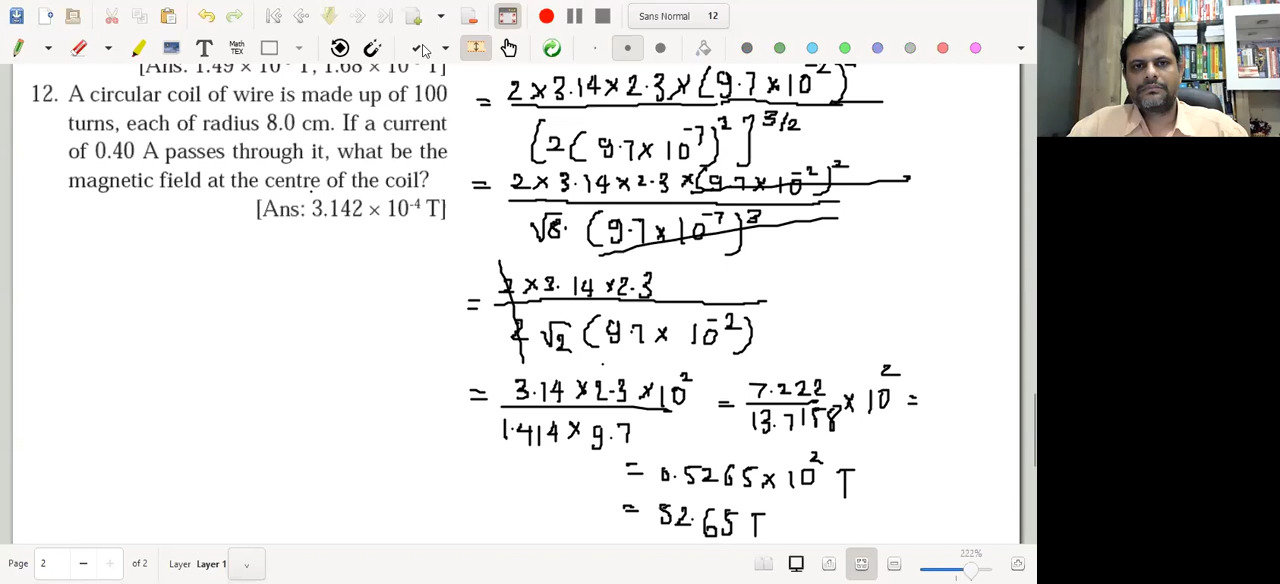 Sans Normal 12
Math
TEX
[Ans: 1.49 × 10 T, 1.68 × 10 T]
12. A circular coil of wire is made up of 100
turns, each of radius 8.0 cm. If a current
of 0.40 A passes through it, what be the
magnetic field at the centre of the coil?
[Ans: 3.142 × 10⁻⁴ T]
= 2 × 3.14 × 2.3 × (9.7 × 10⁻²)²
[2 (9.7 × 10⁻⁷)²]^3/2
= 2 × 3.14 × 2.3 × (9.7 × 10⁻²)²
√8 · (9.7 × 10⁻⁷)³
= 2 × 3.14 × 2.3
2 √2 (9.7 × 10⁻²)
= 3.14 × 2.3 × 10² = 7.222 × 10² =
1.414 × 9.7 13.7158
= 0.5265 × 10² T
= 52.65 T
Page 2 of 2 Layer Layer 1 222%